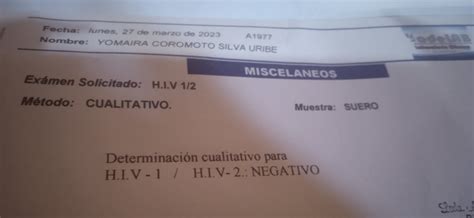 Fecha: lunes, 27 de marzo de 2023 A1977
Nombre: YOMAIRA COROMOTO SILVA URIBE
MISCELANEOS
Exámen Solicitado: H.I.V 1/2
Método: CUALITATIVO. Muestra: SUERO
Determinación cualitativo para
H.I.V - 1 / H.I.V- 2.: NEGATIVO